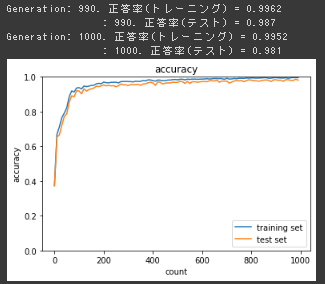 Generation: 990. 正答率(トレーニング) = 0.9962
: 990. 正答率(テスト) = 0.987
Generation: 1000. 正答率(トレーニング) = 0.9952
: 1000. 正答率(テスト) = 0.981
accuracy
1.0
0.8
0.6
0.4
0.2
0.0
accuracy
training set
test set
0 200 400 600 800 1000
count